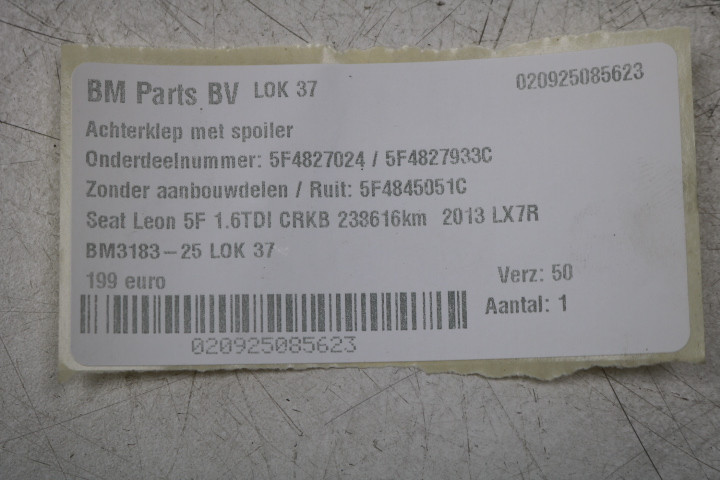 BM Parts BV LOK 37 020925085623
Achterklep met spoiler
Onderdeelnummer: 5F4827024 / 5F4827933C
Zonder aanbouwdelen / Ruit: 5F4845051C
Seat Leon 5F 1.6TDI CRKB 238616km 2013 LX7R
BM3183-25 LOK 37
199 euro Verz: 50
Aantal: 1
020925085623